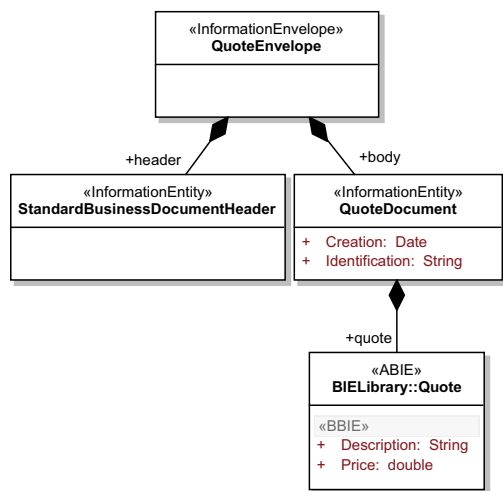 «InformationEnvelope»
QuoteEnvelope
+header
+body
«InformationEntity»
StandardBusinessDocumentHeader
«InformationEntity»
QuoteDocument
+ Creation: Date
+ Identification: String
+quote
«ABIE»
BIELibrary::Quote
«BBIE»
+ Description: String
+ Price: double